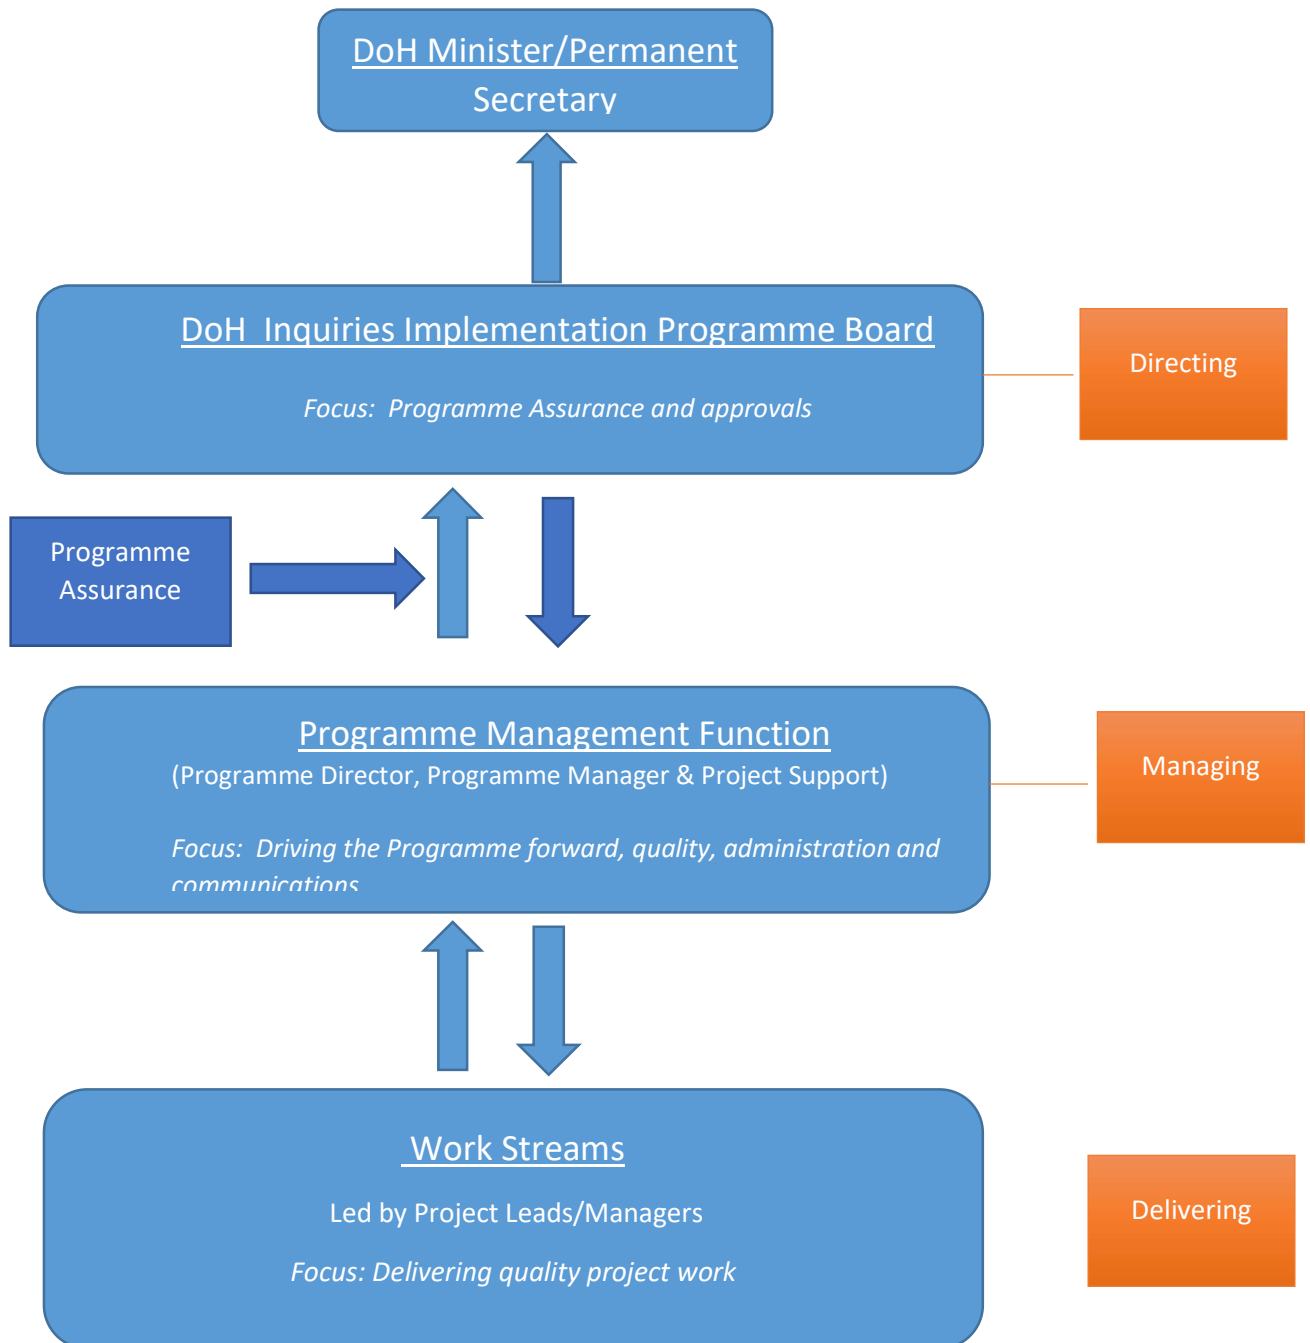 DoH Minister/Permanent
Secretary
DoH  Inquiries Implementation Programme Board
Focus:  Programme Assurance and approvals
Directing
Programme
Assurance
Programme Management Function
(Programme Director, Programme Manager & Project Support)
Focus:  Driving the Programme forward, quality, administration and
communications
Managing
Work Streams
Led by Project Leads/Managers
Focus: Delivering quality project work
Delivering